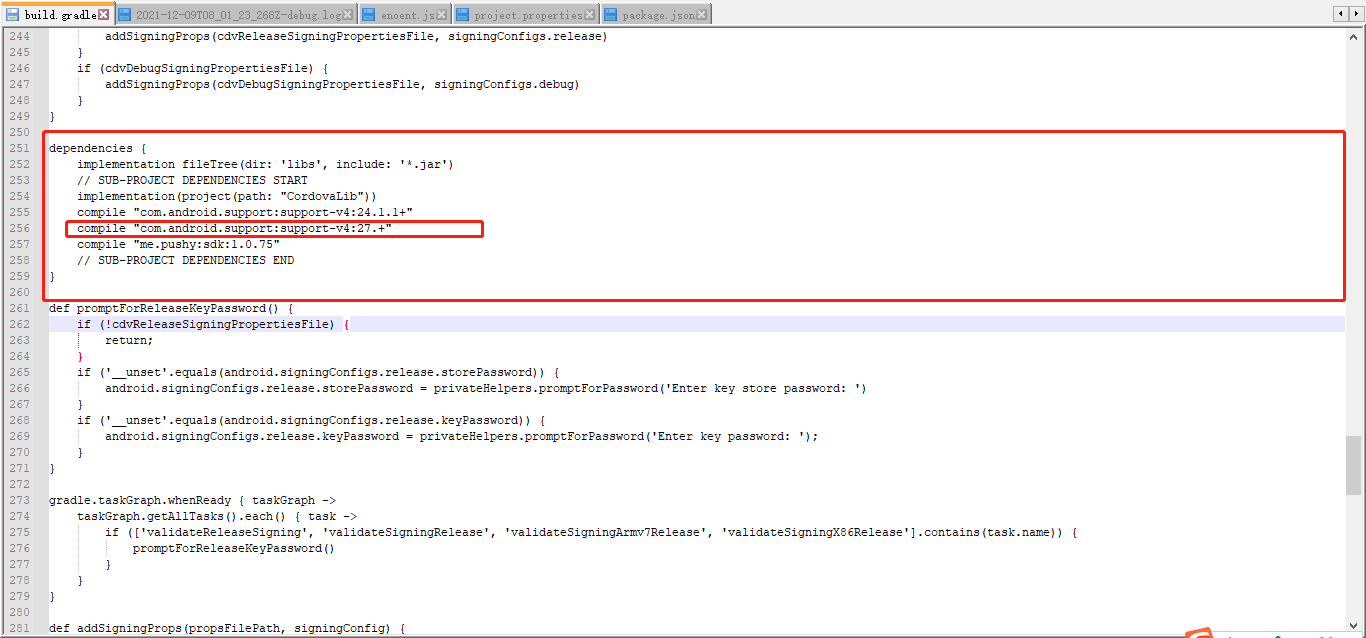 build.gradle 2021-12-09T08_01_23_268Z-debug.log enoent.js project.properties package.json
244 addSigningProps(cdvReleaseSigningPropertiesFile, signingConfigs.release)
245 }
246 if (cdvDebugSigningPropertiesFile) {
247 addSigningProps(cdvDebugSigningPropertiesFile, signingConfigs.debug)
248 }
249 }
250
251 dependencies {
252 implementation fileTree(dir: 'libs', include: '*.jar')
253 // SUB-PROJECT DEPENDENCIES START
254 implementation(project(path: "CordovaLib"))
255 compile "com.android.support:support-v4:24.1.1+"
256 compile "com.android.support:support-v4:27.+"
257 compile "me.pushy:sdk:1.0.75"
258 // SUB-PROJECT DEPENDENCIES END
259 }
260
261 def promptForReleaseKeyPassword() {
262 if (!cdvReleaseSigningPropertiesFile) {
263 return;
264 }
265 if ('__unset'.equals(android.signingConfigs.release.storePassword)) {
266 android.signingConfigs.release.storePassword = privateHelpers.promptForPassword('Enter key store password: ')
267 }
268 if ('__unset'.equals(android.signingConfigs.release.keyPassword)) {
269 android.signingConfigs.release.keyPassword = privateHelpers.promptForPassword('Enter key password: ');
270 }
271 }
272
273 gradle.taskGraph.whenReady { taskGraph ->
274 taskGraph.getAllTasks().each() { task ->
275 if (['validateReleaseSigning', 'validateSigningRelease', 'validateSigningArmv7Release', 'validateSigningX86Release'].contains(task.name)) {
276 promptForReleaseKeyPassword()
277 }
278 }
279 }
280
281 def addSigningProps(propsFilePath, signingConfig) {